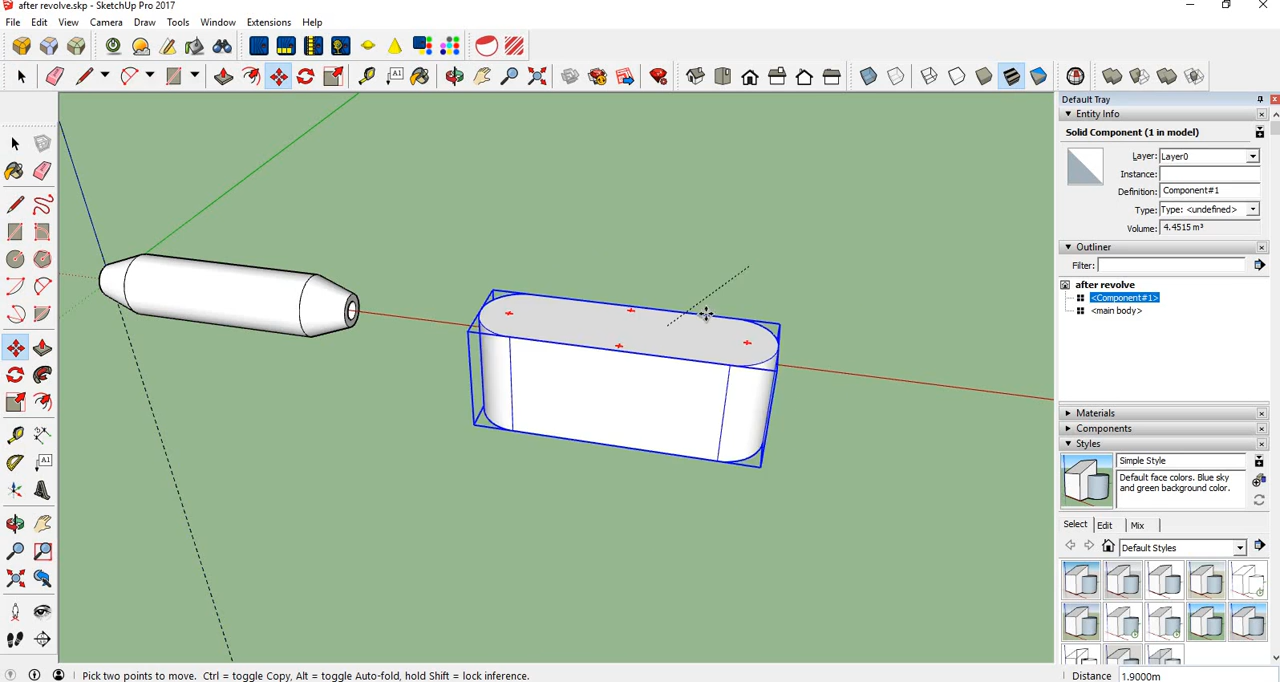 after revolve.skp - SketchUp Pro 2017
File Edit View Camera Draw Tools Window Extensions Help
A1
Default Tray
Entity Info
Solid Component (1 in model)
Layer: Layer0
Instance:
Definition: Component#1
Type: Type: <undefined>
Volume: 4.4515 m³
Outliner
Filter:
after revolve
<Component#1>
<main body>
Materials
Components
Styles
Simple Style
Default face colors. Blue sky
and green background color.
Select Edit Mix
Default Styles
A1
Pick two points to move. Ctrl = toggle Copy, Alt = toggle Auto-fold, hold Shift = lock inference.
Distance 1.9000m